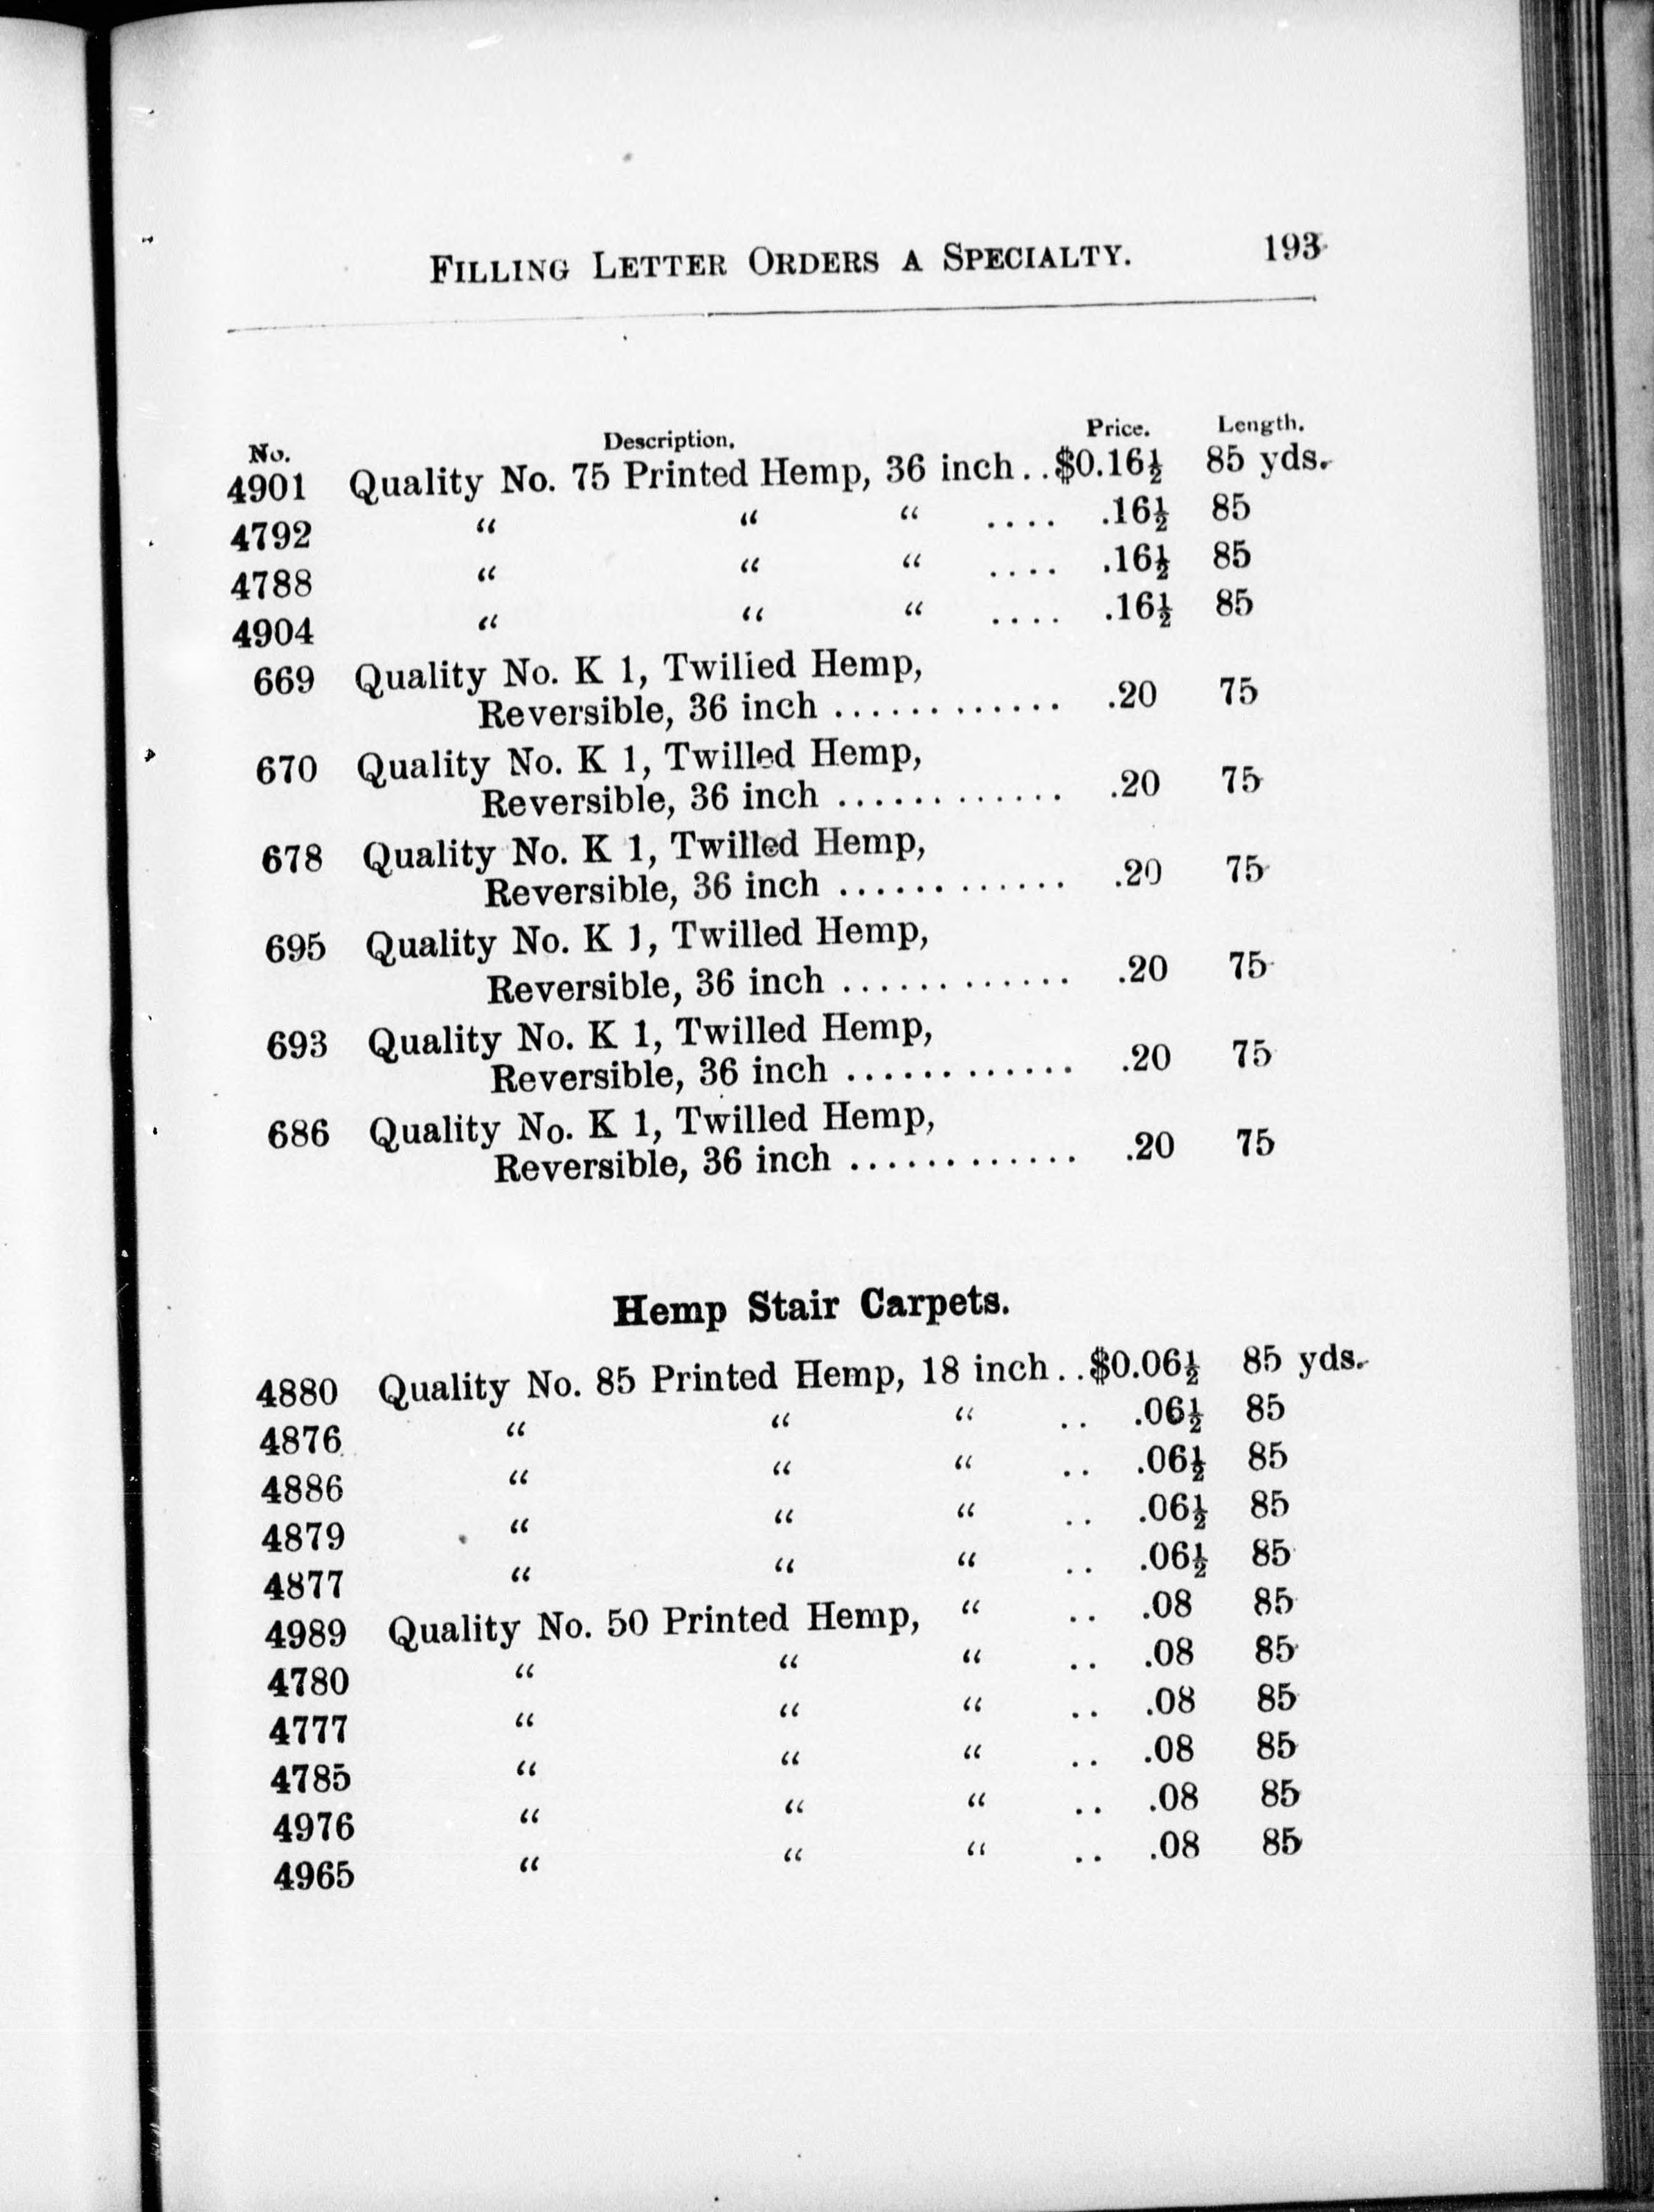 FILLING LETTER ORDERS A SPECIALTY. 193
No. Description. Price. Length.
4901 Quality No. 75 Printed Hemp, 36 inch..$0.16½ 85 yds.
4792 “ “ “ .... .16½ 85
4788 “ “ “ .... .16½ 85
4904 “ “ “ .... .16½ 85
669 Quality No. K 1, Twilled Hemp,
Reversible, 36 inch ............ .20 75
670 Quality No. K 1, Twilled Hemp,
Reversible, 36 inch ............ .20 75
678 Quality No. K 1, Twilled Hemp,
Reversible, 36 inch ............ .20 75
695 Quality No. K 1, Twilled Hemp,
Reversible, 36 inch ............ .20 75
693 Quality No. K 1, Twilled Hemp,
Reversible, 36 inch ............ .20 75
686 Quality No. K 1, Twilled Hemp,
Reversible, 36 inch ............ .20 75
Hemp Stair Carpets.
4880 Quality No. 85 Printed Hemp, 18 inch..$0.06½ 85 yds.
4876 “ “ “ .. .06½ 85
4886 “ “ “ .. .06½ 85
4879 “ “ “ .. .06½ 85
4877 “ “ “ .. .06½ 85
4989 Quality No. 50 Printed Hemp, “ .. .08 85
4780 “ “ “ .. .08 85
4777 “ “ “ .. .08 85
4785 “ “ “ .. .08 85
4976 “ “ “ .. .08 85
4965 “ “ “ .. .08 85